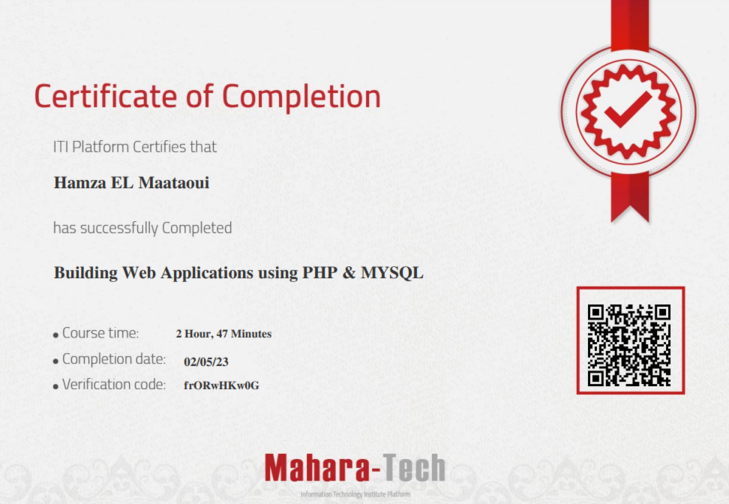 Certificate of Completion
ITI Platform Certifies that
Hamza EL Maataoui
has successfully Completed
Building Web Applications using PHP & MYSQL
Course time: 2 Hour, 47 Minutes
Completion date: 02/05/23
Verification code: frORwHKw0G
Mahara-Tech
Information Technology Institute Platform